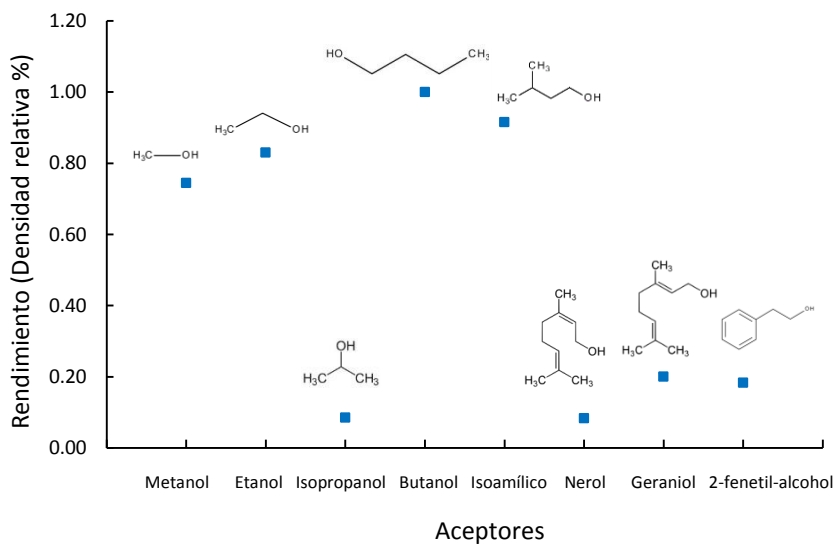 Rendimiento (Densidad relativa %)
1.20
1.00
0.80
0.60
0.40
0.20
0.00
H₃C OH
H₃C OH
OH
H₃C CH₃
HO CH₃
CH₃
H₃C OH
CH₃
OH
H₃C CH₃
CH₃
OH
H₃C CH₃
OH
Metanol Etanol Isopropanol Butanol Isoamílico Nerol Geraniol 2-fenetil-alcohol
Aceptores